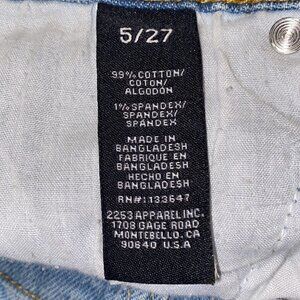 5/27
99% COTTON/
COTON/
ALGODÓN
1% SPANDEX/
SPANDEX/
SPANDEX
MADE IN
BANGLADESH
FABRIQUE EN
BANGLADESH
HECHO EN
BANGLADESH
RN#:133647
2253 APPAREL INC.
1708 GAGE ROAD
MONTEBELLO, CA
90640 U.S.A